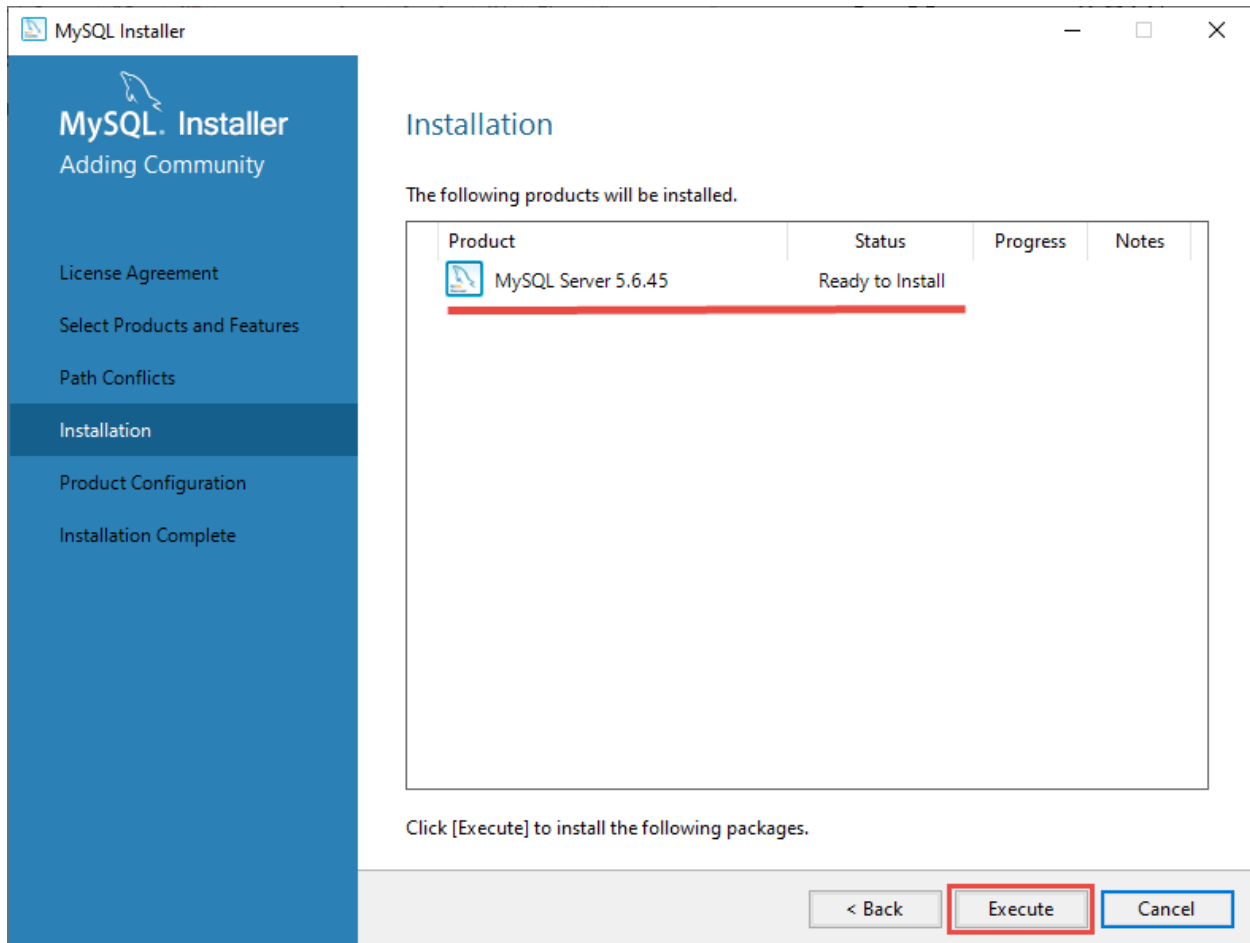 MySQL Installer
MySQL. Installer
Adding Community
License Agreement
Select Products and Features
Path Conflicts
Installation
Product Configuration
Installation Complete
Installation
The following products will be installed.
Product Status Progress Notes
MySQL Server 5.6.45 Ready to Install
Click [Execute] to install the following packages.
< Back Execute Cancel